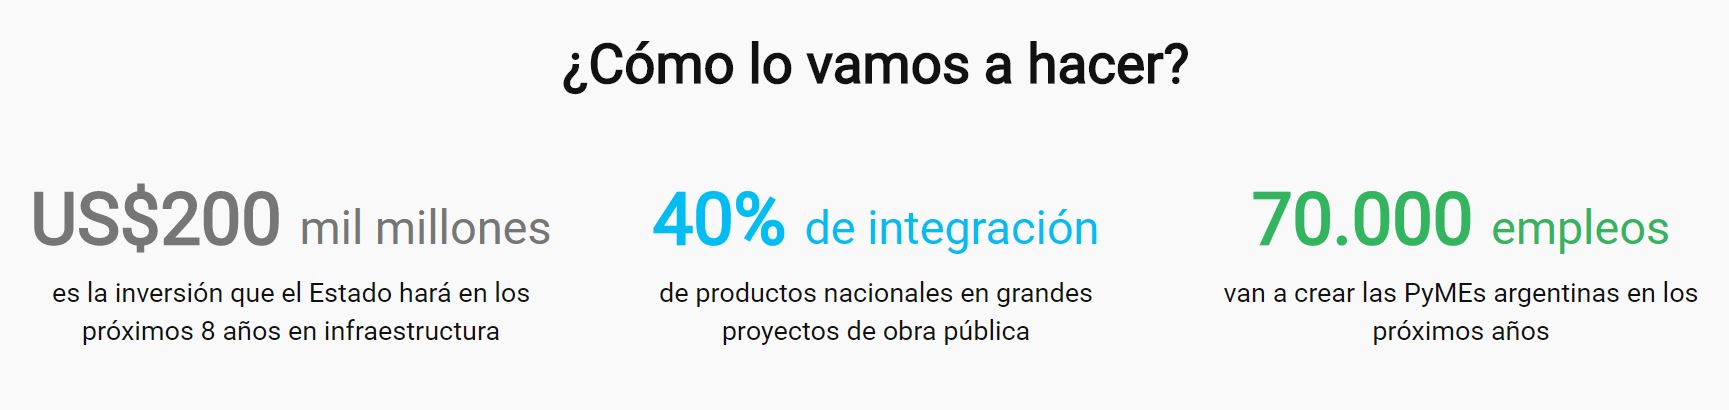 ¿Cómo lo vamos a hacer?
US$200 mil millones
es la inversión que el Estado hará en los
próximos 8 años en infraestructura
40% de integración
de productos nacionales en grandes
proyectos de obra pública
70.000 empleos
van a crear las PyMEs argentinas en los
próximos años